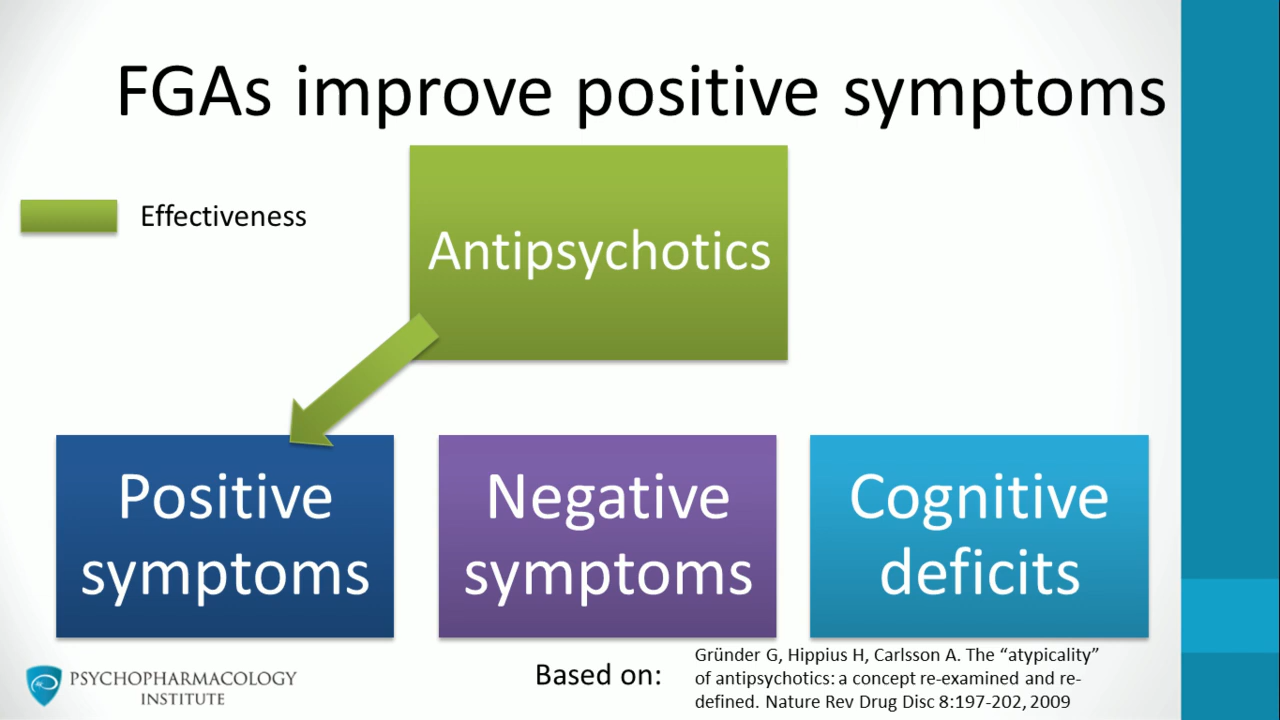 FGAs improve positive symptoms
Effectiveness
Antipsychotics
Positive
symptoms
Negative
symptoms
Cognitive
deficits
PSYCHOPHARMACOLOGY
INSTITUTE
Based on:
Gründer G, Hippius H, Carlsson A. The “atypicality”
of antipsychotics: a concept re-examined and re-
defined. Nature Rev Drug Disc 8:197-202, 2009